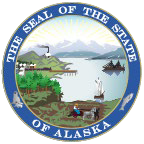 THE SEAL OF THE STATE
OF ALASKA